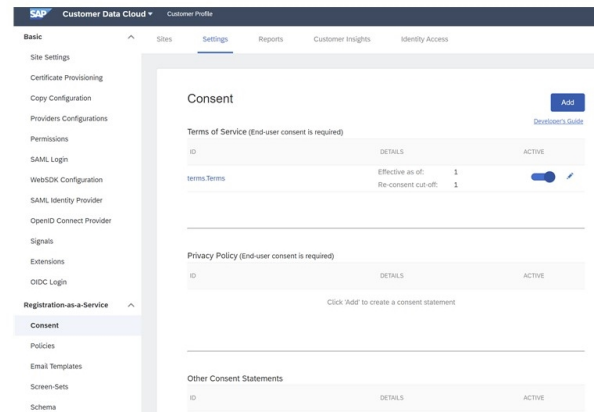 SAP Customer Data Cloud Customer Profile
Basic
Site Settings
Certificate Provisioning
Copy Configuration
Providers Configurations
Permissions
SAML Login
WebSDK Configuration
SAML Identity Provider
OpenID Connect Provider
Signals
Extensions
OIDC Login
Registration-as-a-Service
Consent
Policies
Email Templates
Screen-Sets
Schema
Sites Settings Reports Customer Insights Identity Access
Consent
Add
Developer's Guide
Terms of Service (End-user consent is required)
ID DETAILS ACTIVE
terms.Terms Effective as of: 1
Re-consent cut-off: 1
Privacy Policy (End-user consent is required)
ID DETAILS ACTIVE
Click 'Add' to create a consent statement
Other Consent Statements
ID DETAILS ACTIVE